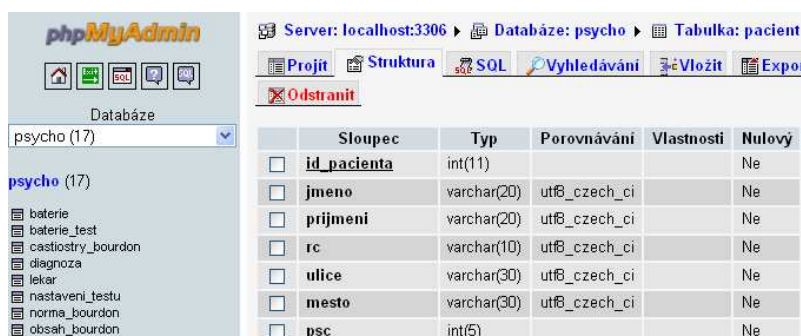 phpMyAdmin
SQL
Databáze
psycho (17)
psycho (17)
baterie
baterie_test
castiostry_bourdon
diagnoza
lekar
nastaveni_testu
norma_bourdon
obsah_bourdon
Server: localhost:3306 ▸ Databáze: psycho ▸ Tabulka: pacient
Projít Struktura SQL Vyhledávání Vložit Expor
Odstranit
Sloupec Typ Porovnávání Vlastnosti Nulový
id_pacienta int(11) Ne
jmeno varchar(20) utf8_czech_ci Ne
prijmeni varchar(20) utf8_czech_ci Ne
rc varchar(10) utf8_czech_ci Ne
ulice varchar(30) utf8_czech_ci Ne
mesto varchar(30) utf8_czech_ci Ne
psc int(5) Ne